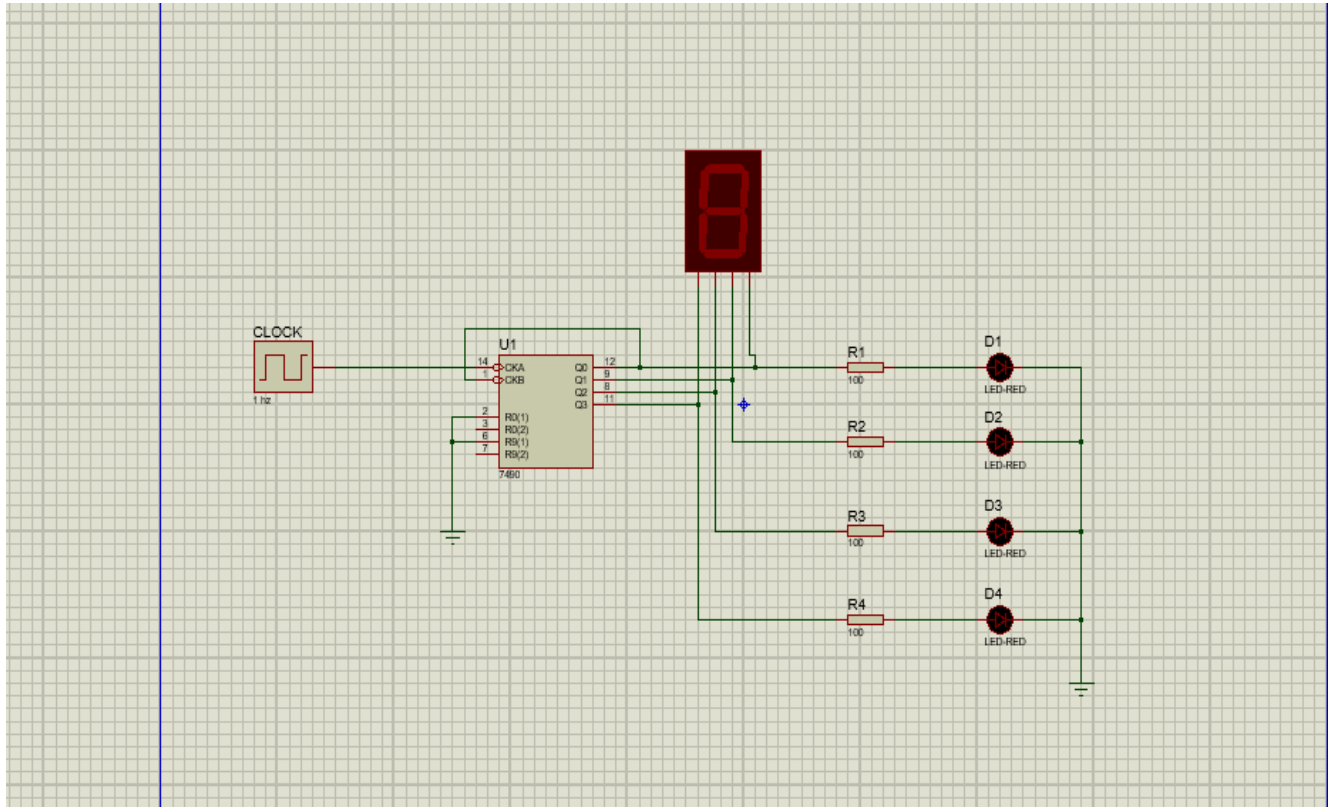 CLOCK
1 hz
U1
14
CKA
1
CKB
2
R0(1)
3
R0(2)
6
R9(1)
7
R9(2)
Q0
12
Q1
9
Q2
8
Q3
11
7490
R1
100
D1
LED-RED
R2
100
D2
LED-RED
R3
100
D3
LED-RED
R4
100
D4
LED-RED